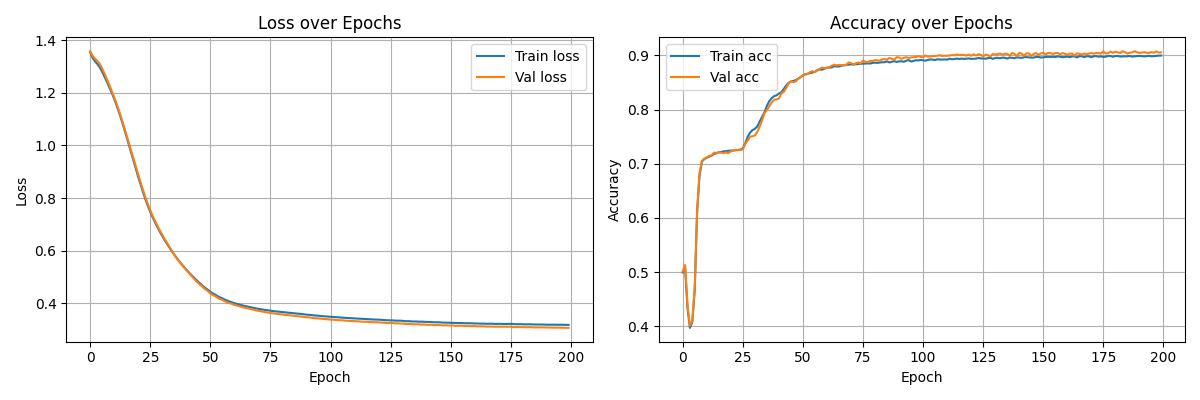 Loss over Epochs
1.4
1.2
1.0
0.8
0.6
0.4
Loss
0 25 50 75 100 125 150 175 200
Epoch
Train loss
Val loss
Accuracy over Epochs
0.9
0.8
0.7
0.6
0.5
0.4
Accuracy
0 25 50 75 100 125 150 175 200
Epoch
Train acc
Val acc